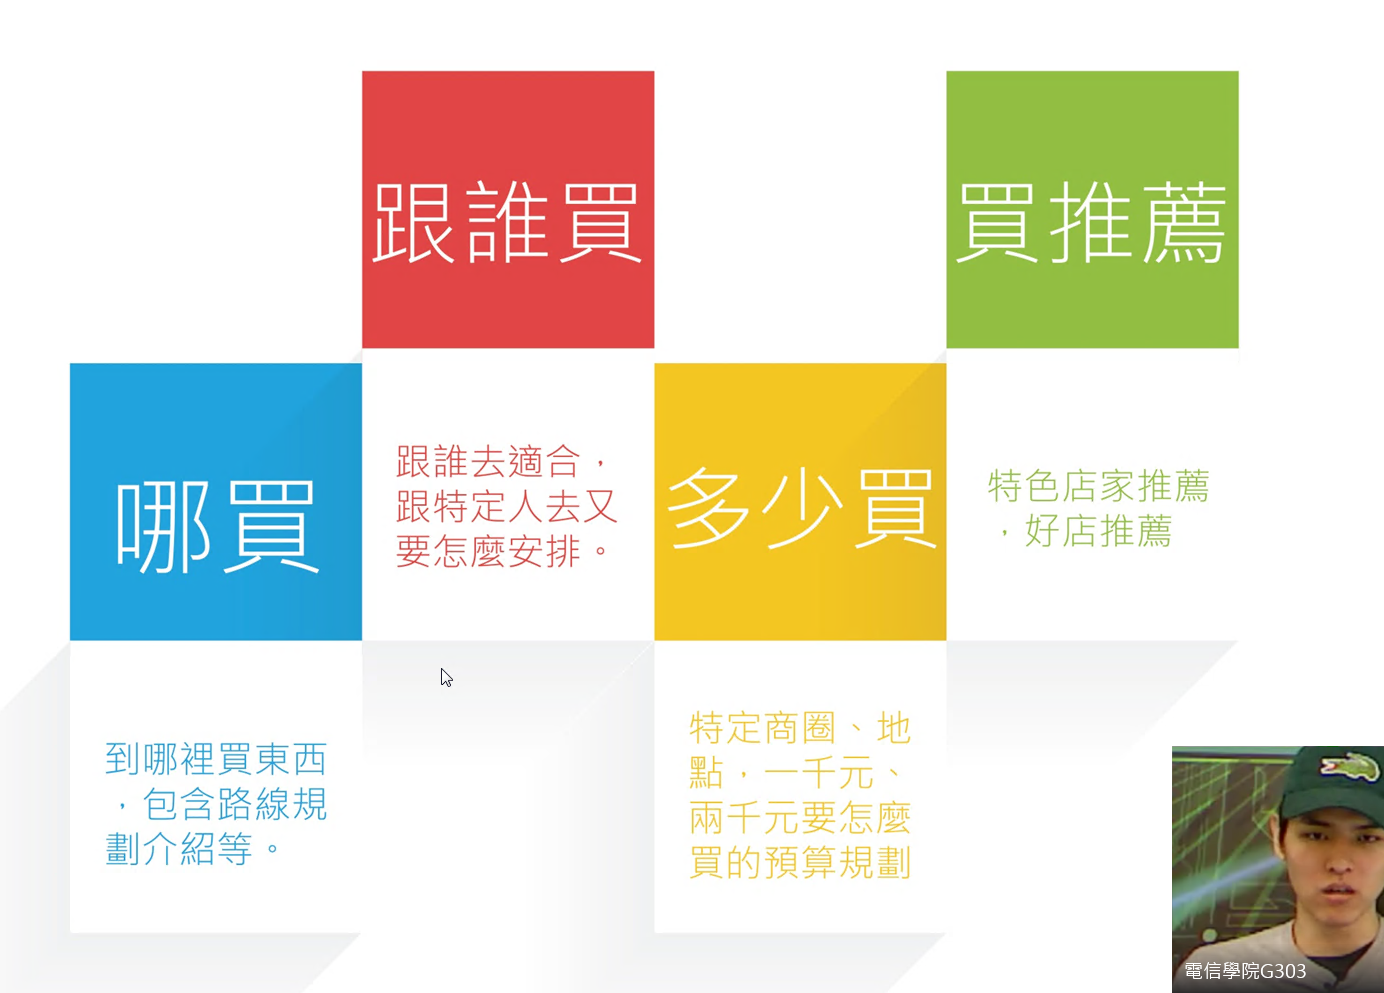 跟誰買
買推薦
哪買
跟誰去適合，
跟特定人去又
要怎麼安排。
多少買
特色店家推薦
，好店推薦
到哪裡買東西
，包含路線規
劃介紹等。
特定商圈、地
點，一千元、
兩千元要怎麼
買的預算規劃
電信學院G303